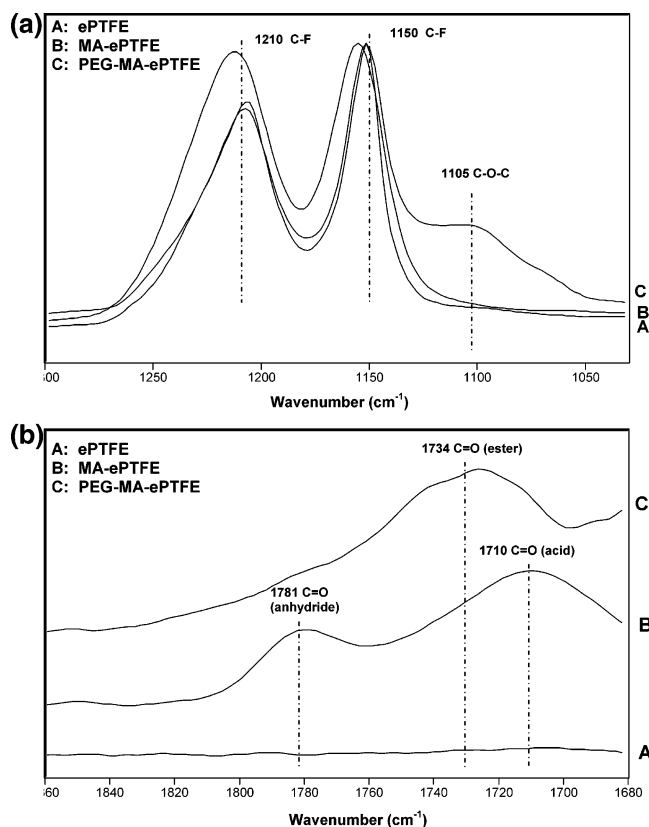 (a)
A: ePTFE
B: MA-ePTFE
C: PEG-MA-ePTFE
1210 C-F
1150 C-F
1105 C-O-C
C
B
A
1250
1200
1150
1100
1050
Wavenumber (cm⁻¹)
(b)
A: ePTFE
B: MA-ePTFE
C: PEG-MA-ePTFE
1734 C=O (ester)
C
1710 C=O (acid)
1781 C=O
(anhydride)
B
A
1840
1820
1800
1780
1760
1740
1720
1700
1680
Wavenumber (cm⁻¹)